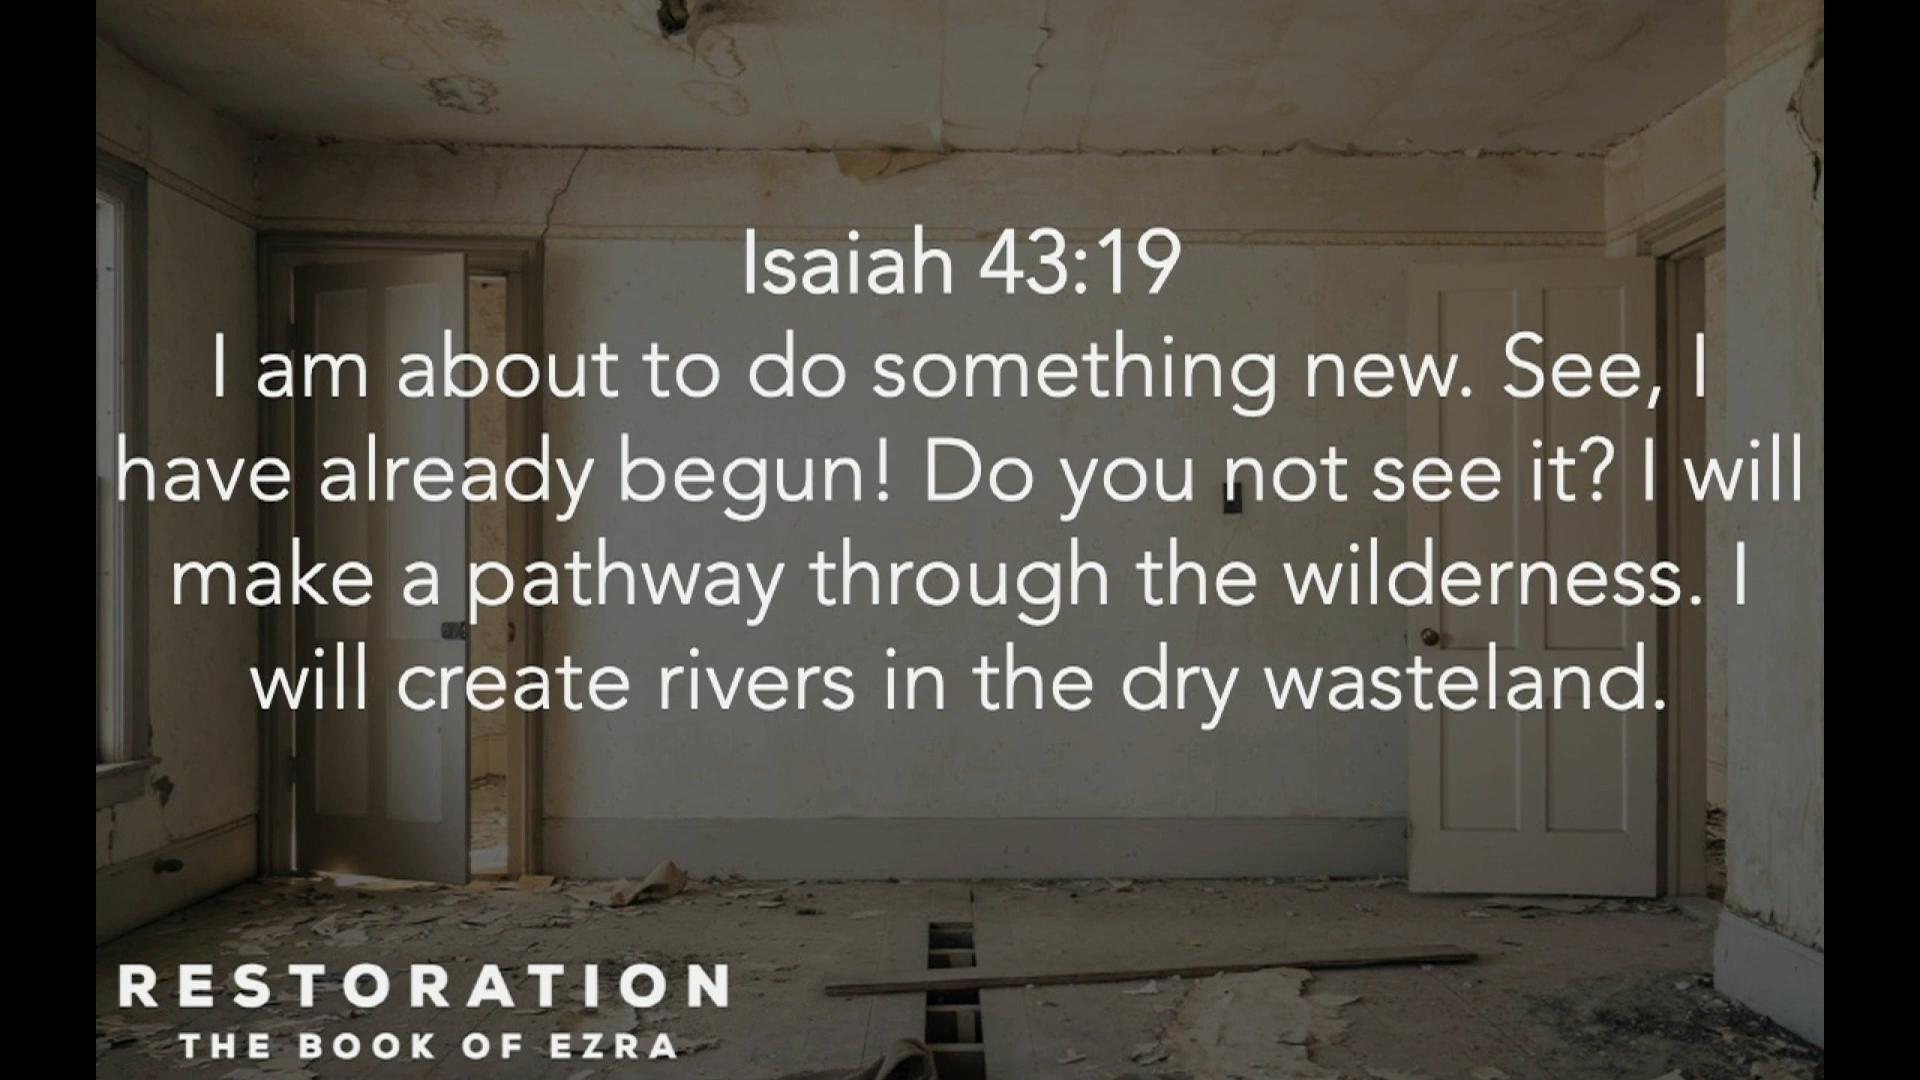 Isaiah 43:19
I am about to do something new. See, I
have already begun! Do you not see it? I will
make a pathway through the wilderness. I
will create rivers in the dry wasteland.
RESTORATION
THE BOOK OF EZRA